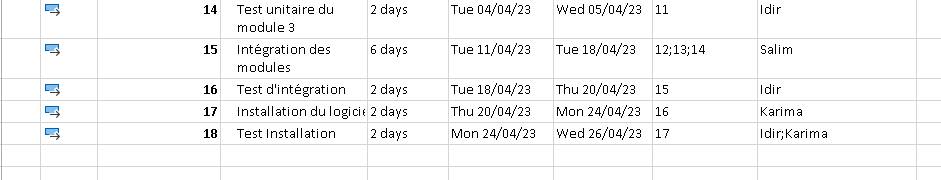 14 Test unitaire du module 3 2 days Tue 04/04/23 Wed 05/04/23 11 Idir
15 Intégration des modules 6 days Tue 11/04/23 Tue 18/04/23 12;13;14 Salim
16 Test d'intégration 2 days Tue 18/04/23 Thu 20/04/23 15 Idir
17 Installation du logicie 2 days Thu 20/04/23 Mon 24/04/23 16 Karima
18 Test Installation 2 days Mon 24/04/23 Wed 26/04/23 17 Idir;Karima